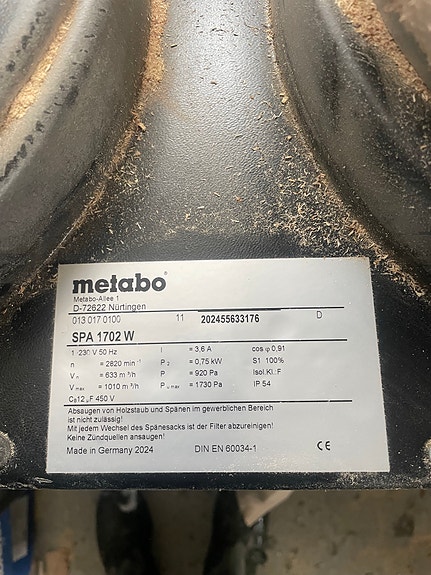 metabo
Metabo-Allee 1
D-72622 Nürtingen
013 017 0100 11 202455633176 D
SPA 1702 W
1 230 V 50 Hz I = 3,6 A cos φ 0,91
n = 2820 min⁻¹ P₂ = 0,75 kW S1 100%
Vₙ = 633 m³/h P = 920 Pa Isol.Kl.:F
Vₘₐₓ = 1010 m³/h Pᵥ ₘₐₓ = 1730 Pa IP 54
C_B12 µF 450 V
Absaugen von Holzstaub und Spänen im gewerblichen Bereich
ist nicht zulässig!
Mit jedem Wechsel des Spänesacks ist der Filter abzureinigen!
Keine Zündquellen ansaugen!
Made in Germany 2024 DIN EN 60034-1 CE